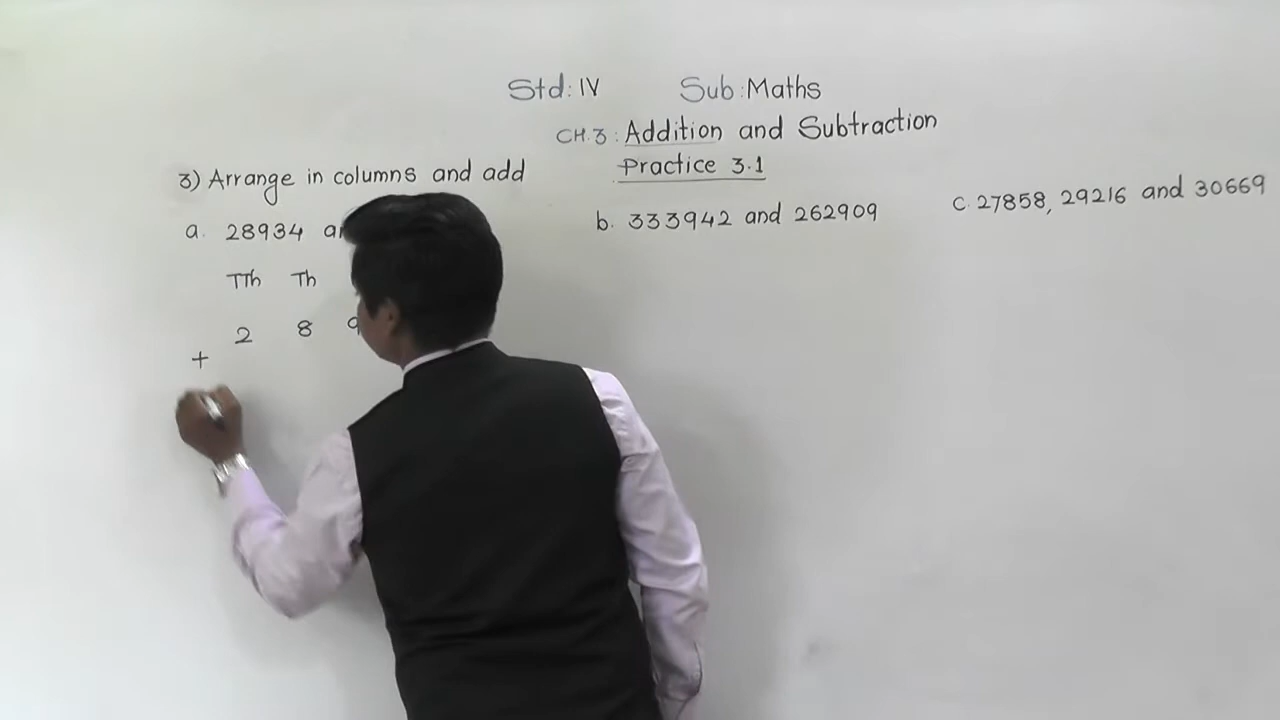 Std: IV Sub: Maths
CH.3: Addition and Subtraction
Practice 3.1
3) Arrange in columns and add
a. 28934
b. 333942 and 262909
c. 27858, 29216 and 30669
TTh Th
2 8 9
+